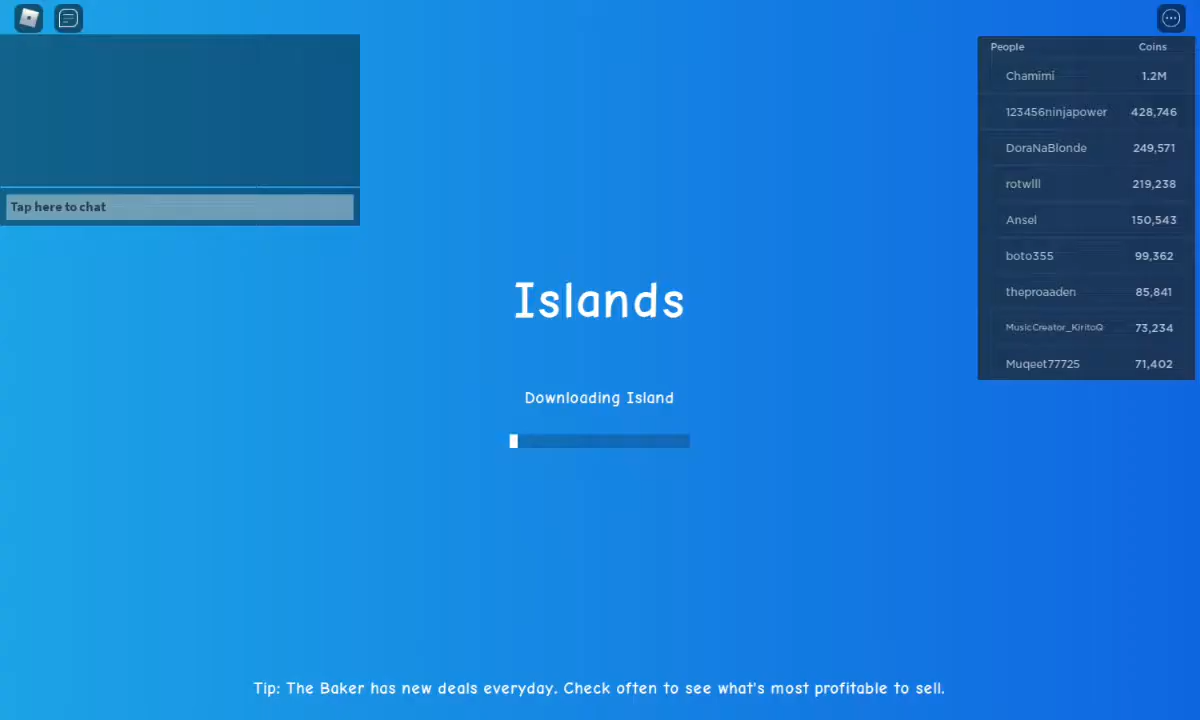 People Coins
Chamimi 1.2M
123456ninjapower 428,746
DoraNaBlonde 249,571
rotwlll 219,238
Ansel 150,543
boto355 99,362
theproaaden 85,841
MusicCreator_KiritoQ 73,234
Muqeet77725 71,402
Tap here to chat
Islands
Downloading Island
Tip: The Baker has new deals everyday. Check often to see what's most profitable to sell.